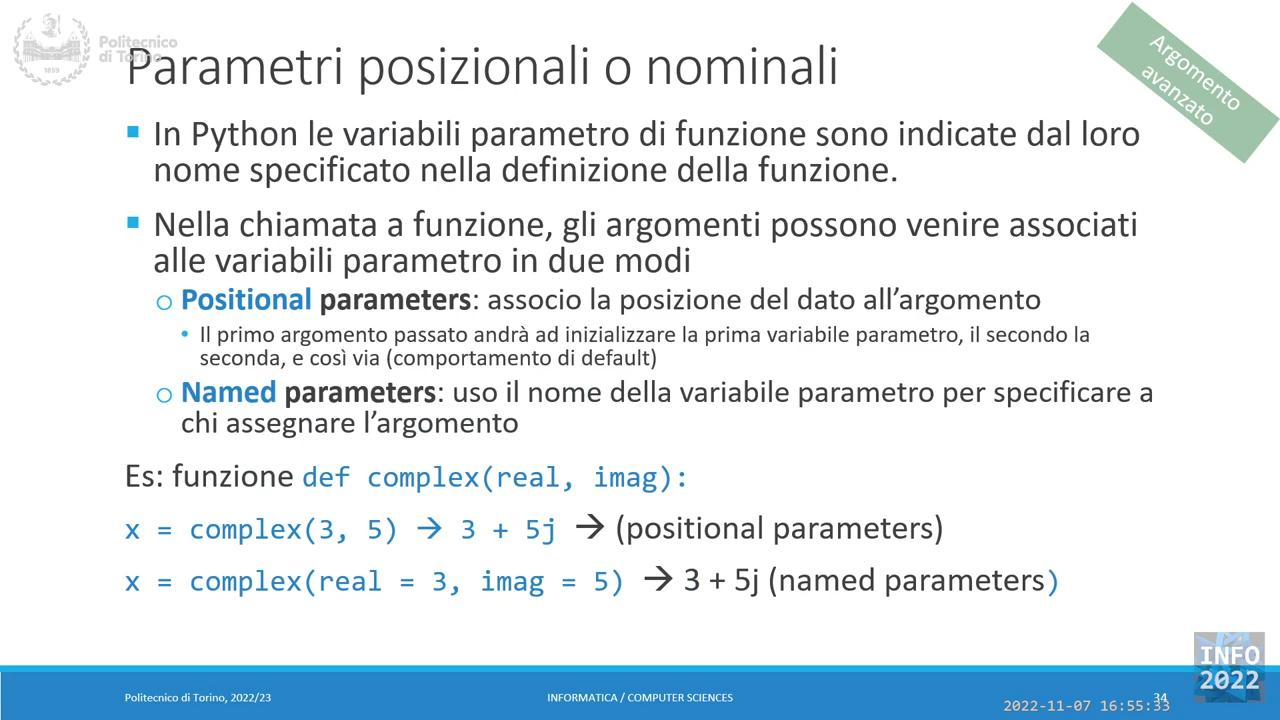 Politecnico
di Torino
1859
Parametri posizionali o nominali
Argomento
avanzato
▪ In Python le variabili parametro di funzione sono indicate dal loro
nome specificato nella definizione della funzione.
▪ Nella chiamata a funzione, gli argomenti possono venire associati
alle variabili parametro in due modi
o Positional parameters: associo la posizione del dato all’argomento
• Il primo argomento passato andrà ad inizializzare la prima variabile parametro, il secondo la
seconda, e così via (comportamento di default)
o Named parameters: uso il nome della variabile parametro per specificare a
chi assegnare l’argomento
Es: funzione def complex(real, imag):
x = complex(3, 5) → 3 + 5j → (positional parameters)
x = complex(real = 3, imag = 5) → 3 + 5j (named parameters)
INFO
2022
Politecnico di Torino, 2022/23
INFORMATICA / COMPUTER SCIENCES
34
2022-11-07 16:55:33